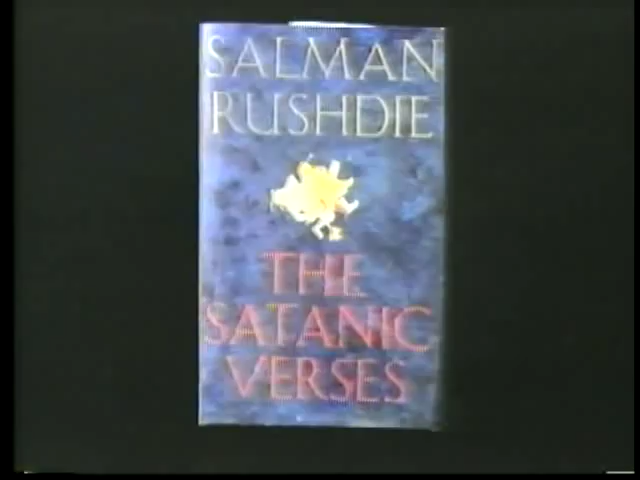 SALMAN
RUSHDIE
THE
SATANIC
VERSES